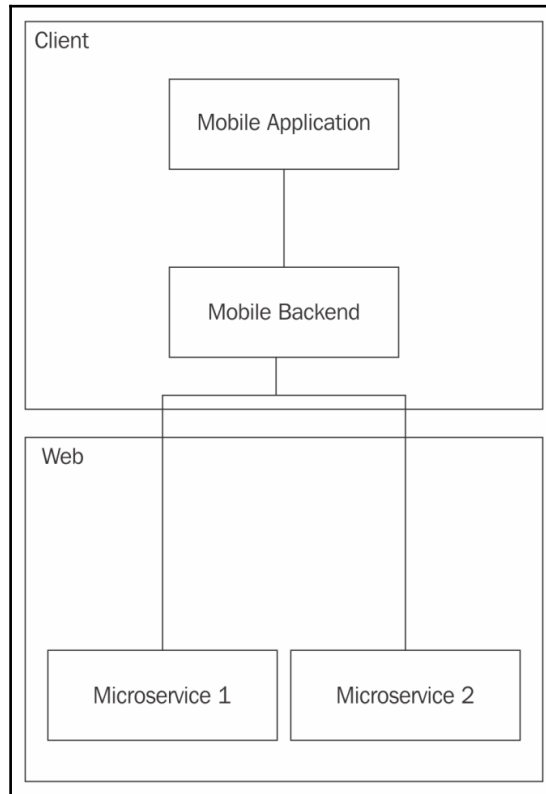 Client
Mobile Application
Mobile Backend
Web
Microservice 1
Microservice 2